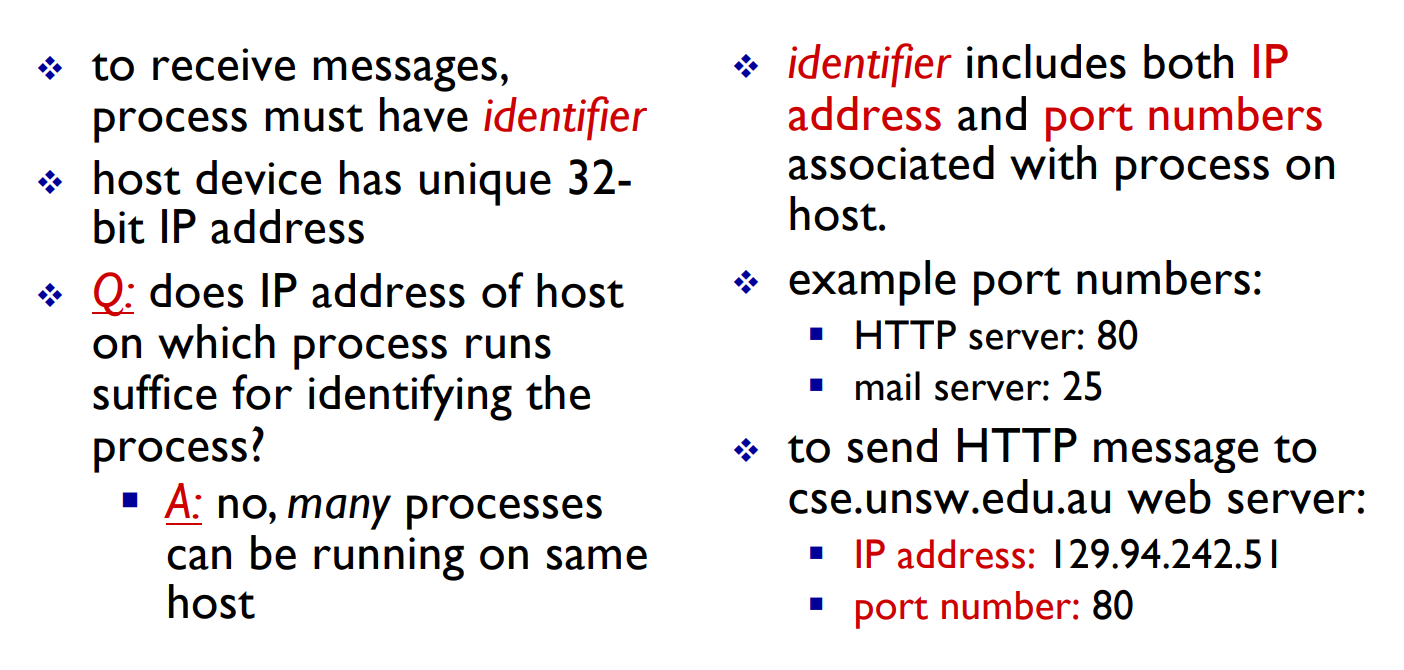 to receive messages,
process must have identifier
host device has unique 32-
bit IP address
Q: does IP address of host
on which process runs
suffice for identifying the
process?
A: no, many processes
can be running on same
host
identifier includes both IP
address and port numbers
associated with process on
host.
example port numbers:
HTTP server: 80
mail server: 25
to send HTTP message to
cse.unsw.edu.au web server:
IP address: 129.94.242.51
port number: 80